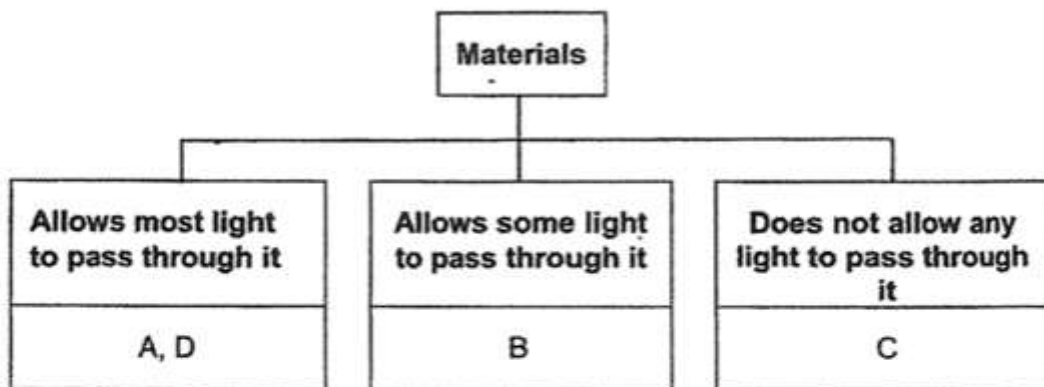 Materials
Allows most light
to pass through it
Allows some light
to pass through it
Does not allow any
light to pass through
it
A, D
B
C